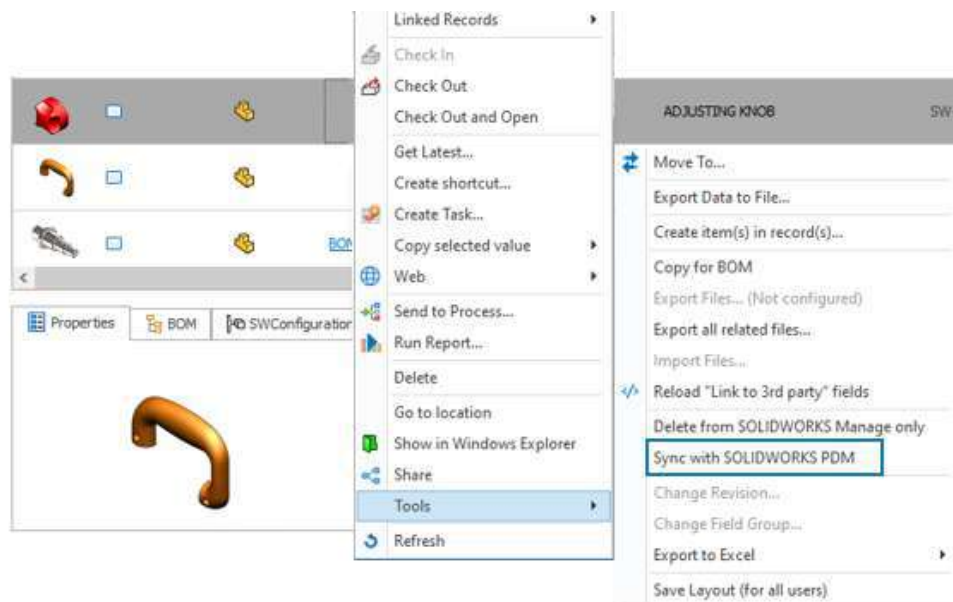 Linked Records
Check In
Check Out
Check Out and Open
Get Latest...
Create shortcut...
Create Task...
Copy selected value
Web
Send to Process...
Run Report...
Delete
Go to location
Show in Windows Explorer
Share
Tools
Refresh
ADJUSTING KNOB SW
Move To...
Export Data to File...
Create item(s) in record(s)...
Copy for BOM
Export Files... (Not configured)
Export all related files...
Import Files...
Reload "Link to 3rd party" fields
Delete from SOLIDWORKS Manage only
Sync with SOLIDWORKS PDM
Change Revision...
Change Field Group...
Export to Excel
Save Layout (for all users)
BOM
Properties BOM SWConfiguration